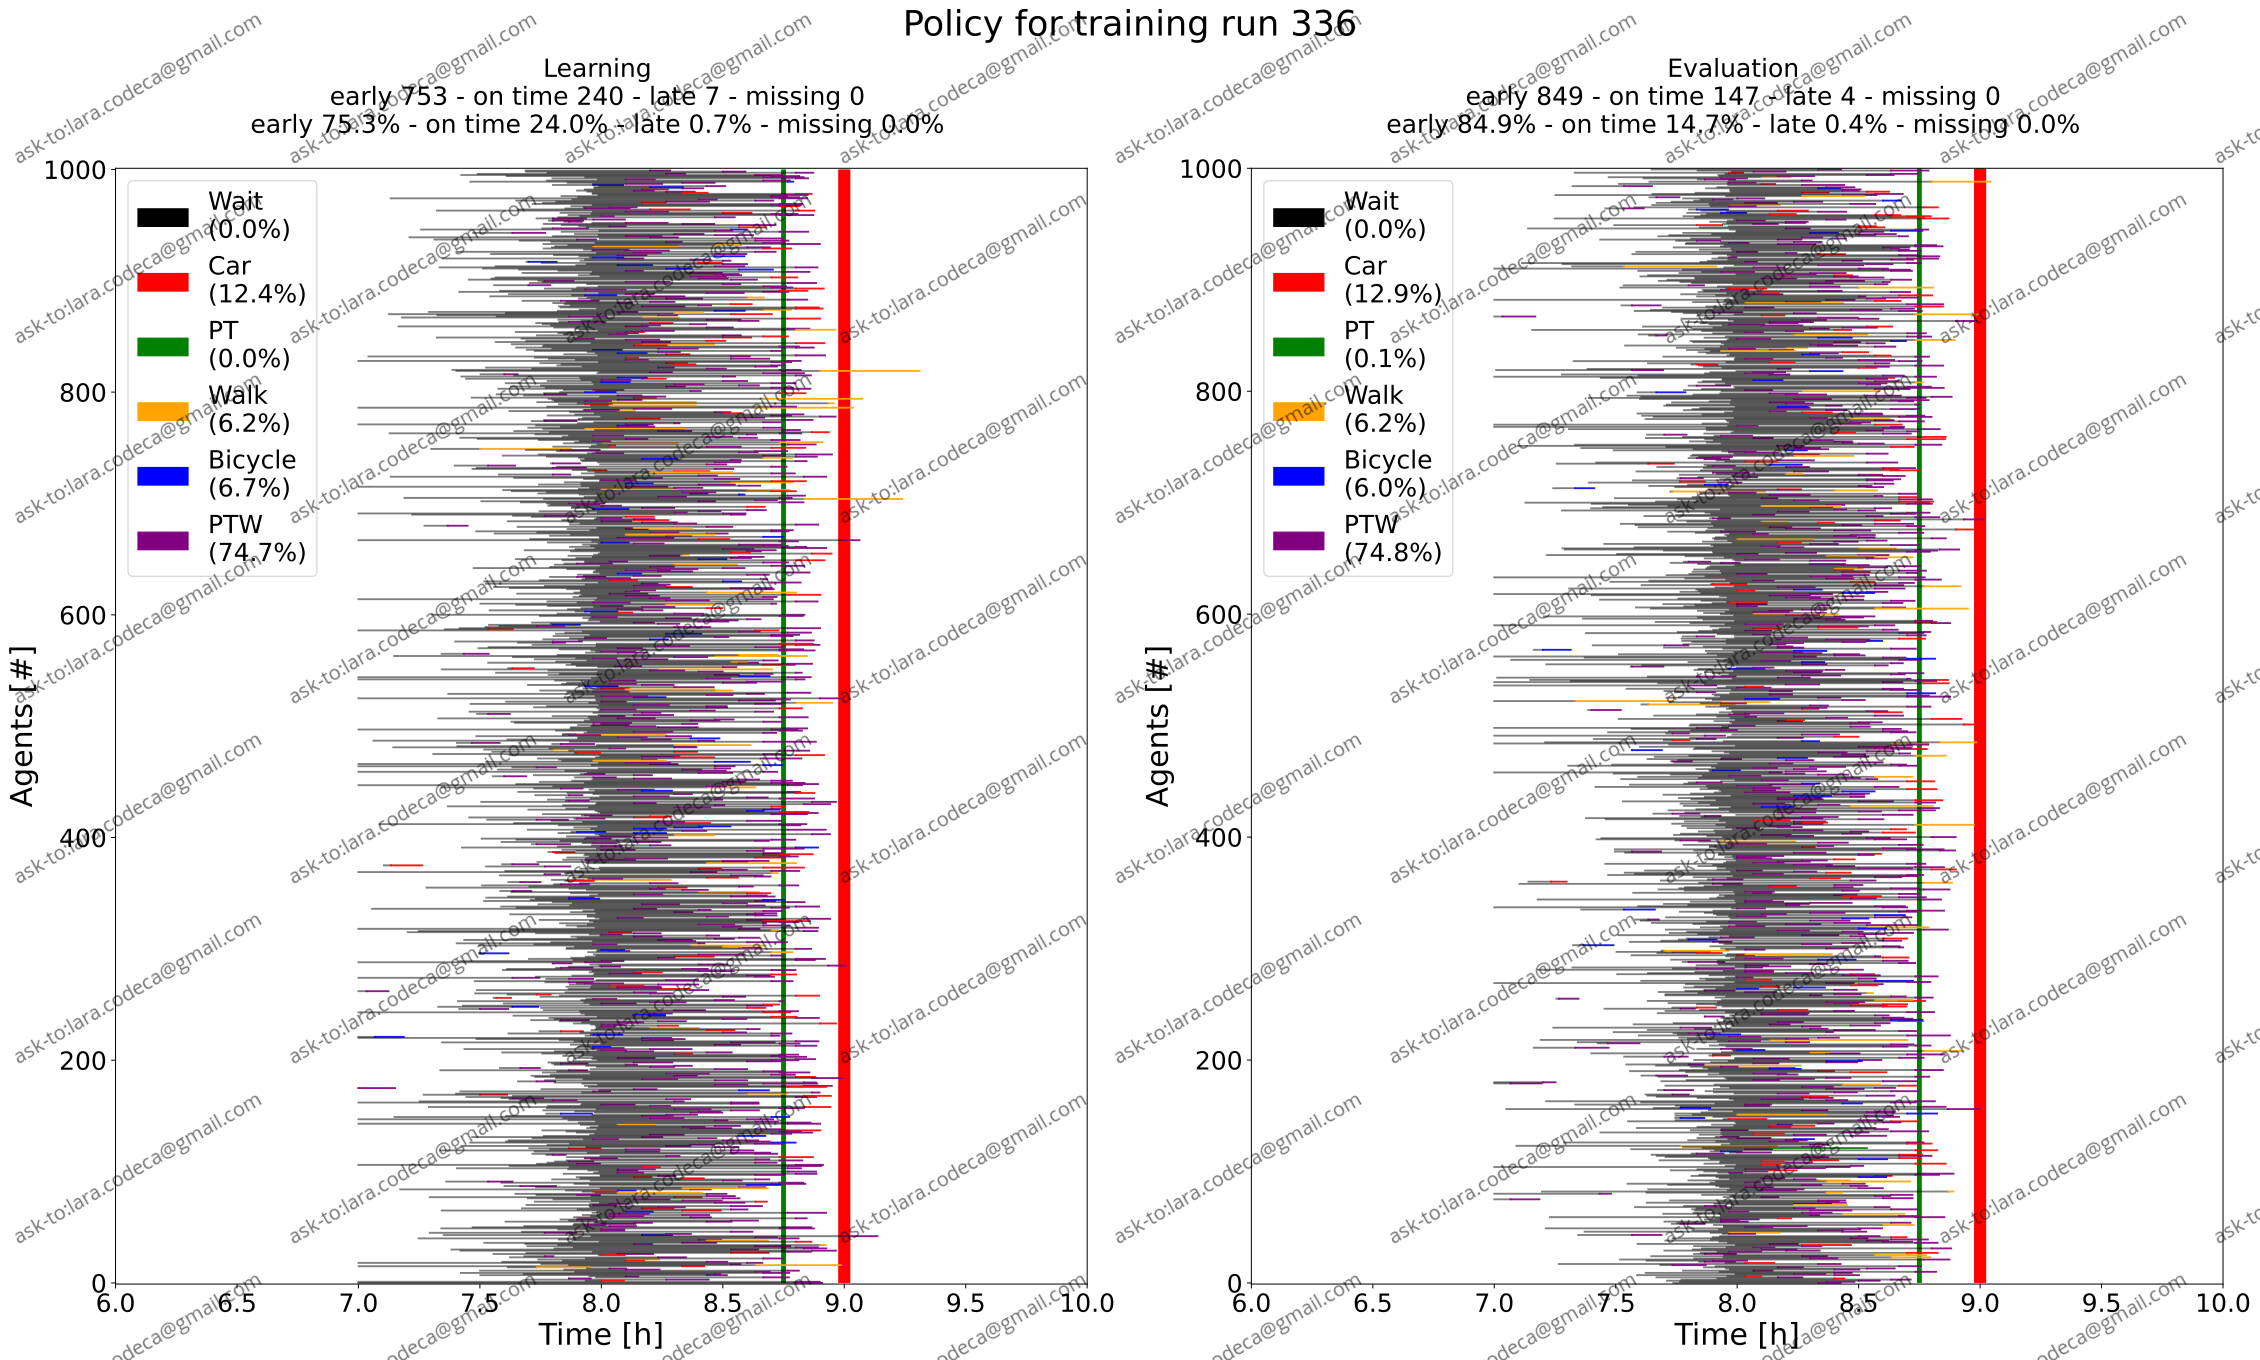 Policy for training run 336
Learning
early 753 - on time 240 - late 7 - missing 0
early 75.3% - on time 24.0% - late 0.7% - missing 0.0%
1000
800
600
400
200
0
Agents [#]
Wait
(0.0%)
Car
(12.4%)
PT
(0.0%)
Walk
(6.2%)
Bicycle
(6.7%)
PTW
(74.7%)
6.0 6.5 7.0 7.5 8.0 8.5 9.0 9.5 10.0
Time [h]
Evaluation
early 849 - on time 147 - late 4 - missing 0
early 84.9% - on time 14.7% - late 0.4% - missing 0.0%
1000
800
600
400
200
0
Agents [#]
Wait
(0.0%)
Car
(12.9%)
PT
(0.1%)
Walk
(6.2%)
Bicycle
(6.0%)
PTW
(74.8%)
6.0 6.5 7.0 7.5 8.0 8.5 9.0 9.5 10.0
Time [h]
ask-to:lara.codeca@gmail.com